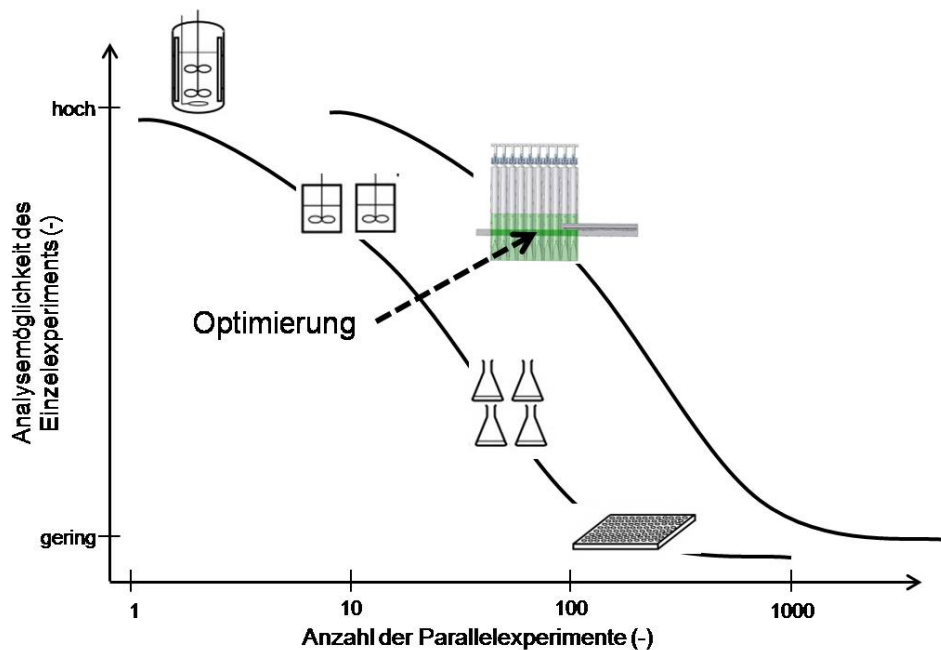 hoch
Analysemöglichkeit des
Einzelexperiments (-)
Optimierung
gering
1
10
100
1000
Anzahl der Parallelexperimente (-)